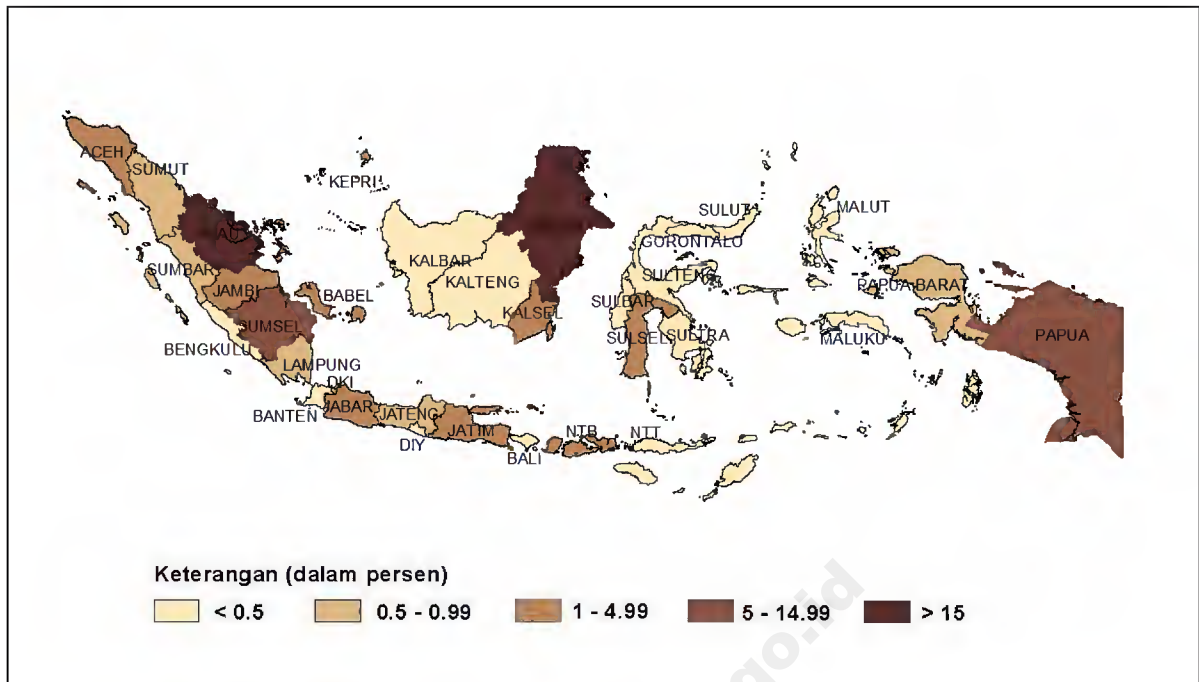 ACEH
SUMUT
KEPRI
SULUT
MALUT
GORONTALO
KALBAR
SUMBAR
KALTENG
SULTENG
PAPUA BARAT
JAMBI
BABEL
SULBAR
KALSEL
SUMSEL
SULSEL
SULTRA
MALUKU
PAPUA
BENGKULU
LAMPUNG
DKI
BANTEN
JABAR
JATENG
DIY
JATIM
BALI
NTB
NTT
Keterangan (dalam persen)
< 0.5 0.5 - 0.99 1 - 4.99 5 - 14.99 > 15
go.id